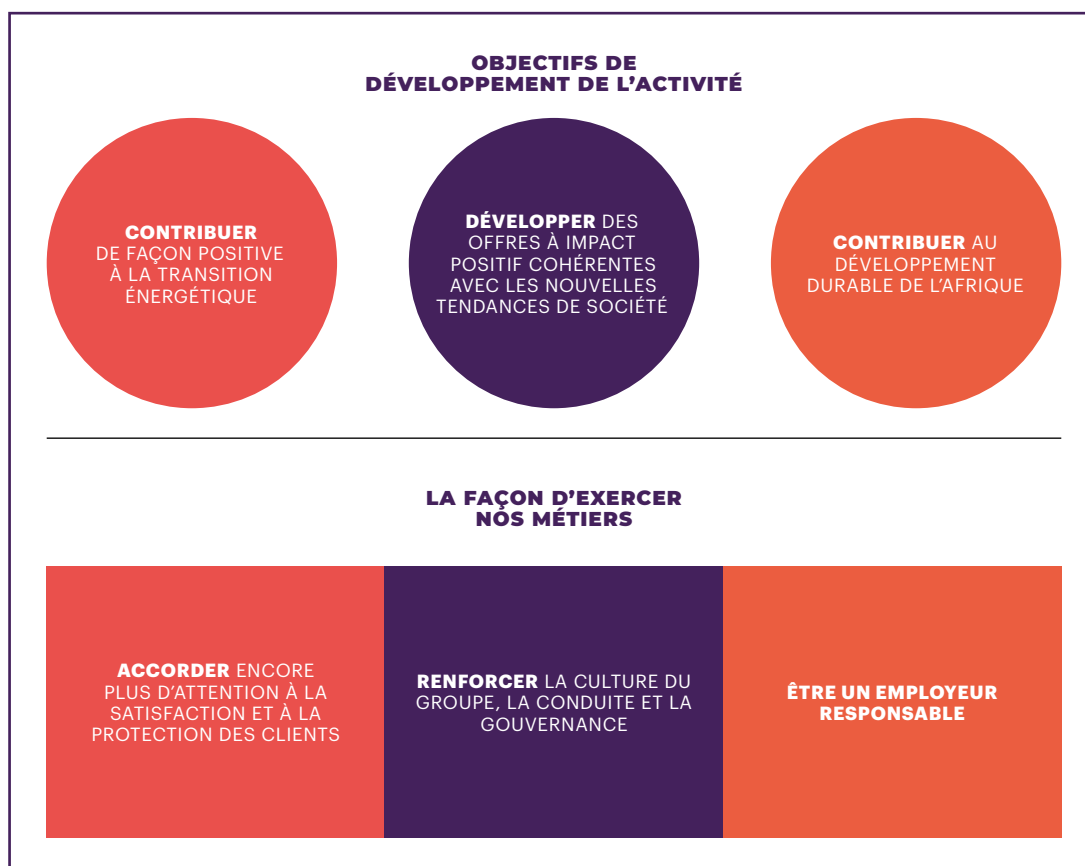 OBJECTIFS DE
DÉVELOPPEMENT DE L’ACTIVITÉ
CONTRIBUER
DE FAÇON POSITIVE
À LA TRANSITION
ÉNERGÉTIQUE
DÉVELOPPER DES
OFFRES À IMPACT
POSITIF COHÉRENTES
AVEC LES NOUVELLES
TENDANCES DE SOCIÉTÉ
CONTRIBUER AU
DÉVELOPPEMENT
DURABLE DE L’AFRIQUE
LA FAÇON D’EXERCER
NOS MÉTIERS
ACCORDER ENCORE
PLUS D’ATTENTION À LA
SATISFACTION ET À LA
PROTECTION DES CLIENTS
RENFORCER LA CULTURE DU
GROUPE, LA CONDUITE ET LA
GOUVERNANCE
ÊTRE UN EMPLOYEUR
RESPONSABLE